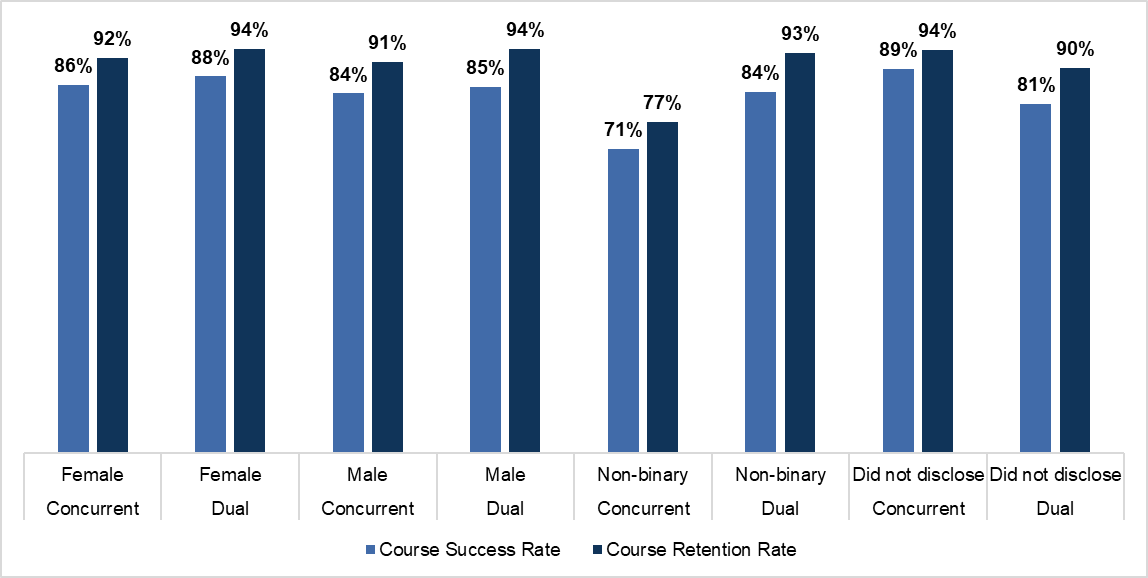 86% 92% 88% 94% 84% 91% 85% 94% 71% 77% 84% 93% 89% 94% 81% 90%
Female Female Male Male Non-binary Non-binary Did not disclose Did not disclose
Concurrent Dual Concurrent Dual Concurrent Dual Concurrent Dual
Course Success Rate Course Retention Rate